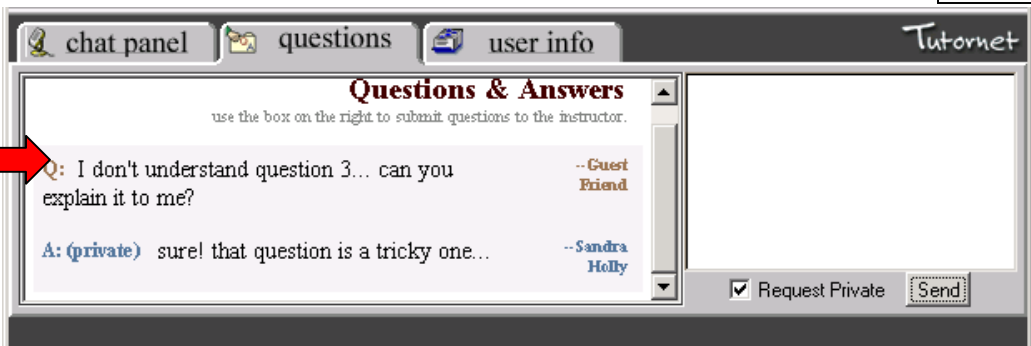 chat panel questions user info Tutornet
Questions & Answers
use the box on the right to submit questions to the instructor.
Q: I don't understand question 3... can you --Guest
explain it to me? Friend
A: (private) sure! that question is a tricky one... --Sandra
Holly
Request Private Send